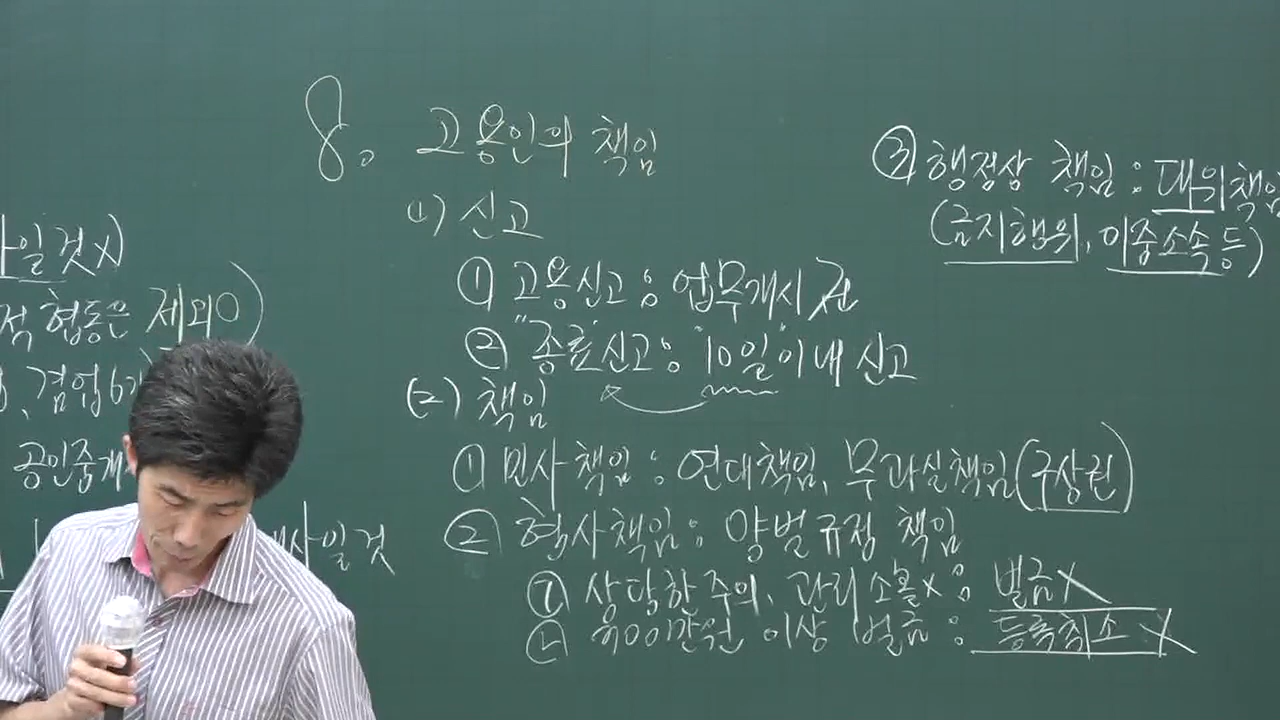 일것x)
적 협동은 제외○)
겸업6
공인중개
사일것
8. 고용인의 책임
(1) 신고
① 고용신고 : 업무개시 전
② "종료"신고 : "10일"이내 신고
(2) 책임
① 민사책임 : 연대책임, 무과실책임(구상권)
② 형사책임 : 양벌규정 책임
㉠ 상당한 주의, 관리소홀x : 벌금x
㉡ 300만원 이상 벌금 : 등록취소 x
③ 행정상 책임 : 대위책임
(금지행위, 이중소속 등)